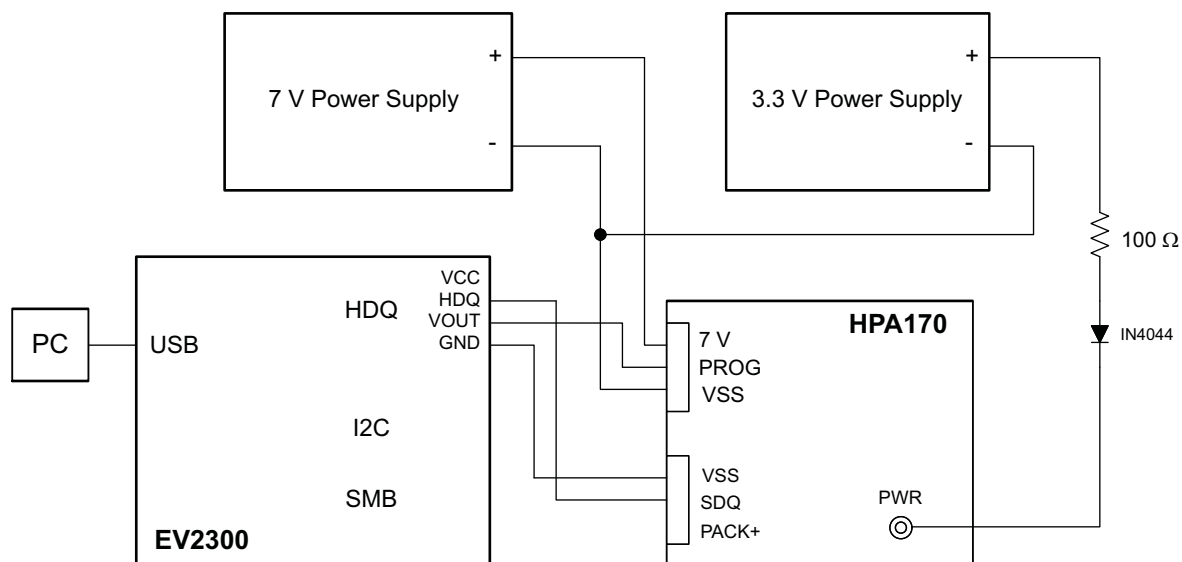 +
7 V Power Supply
-
+
3.3 V Power Supply
-
100 Ω
IN4044
PC
USB
HDQ
VCC
HDQ
VOUT
GND
I2C
SMB
EV2300
HPA170
7 V
PROG
VSS
VSS
SDQ
PACK+
PWR